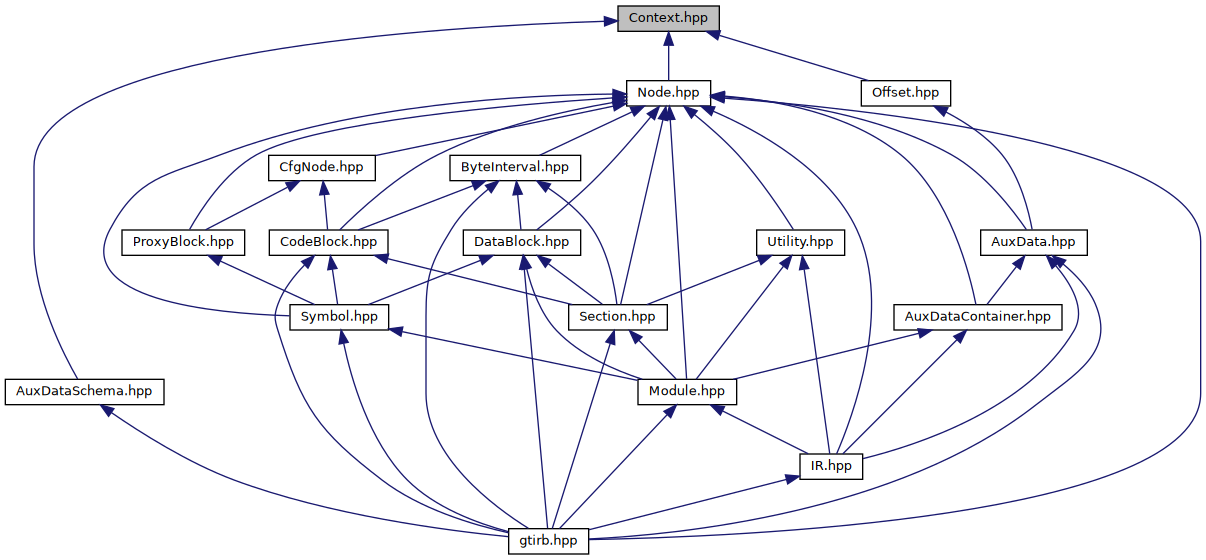 Context.hpp
Node.hpp
Offset.hpp
CfgNode.hpp
ByteInterval.hpp
ProxyBlock.hpp
CodeBlock.hpp
DataBlock.hpp
Utility.hpp
AuxData.hpp
Symbol.hpp
Section.hpp
AuxDataContainer.hpp
AuxDataSchema.hpp
Module.hpp
IR.hpp
gtirb.hpp